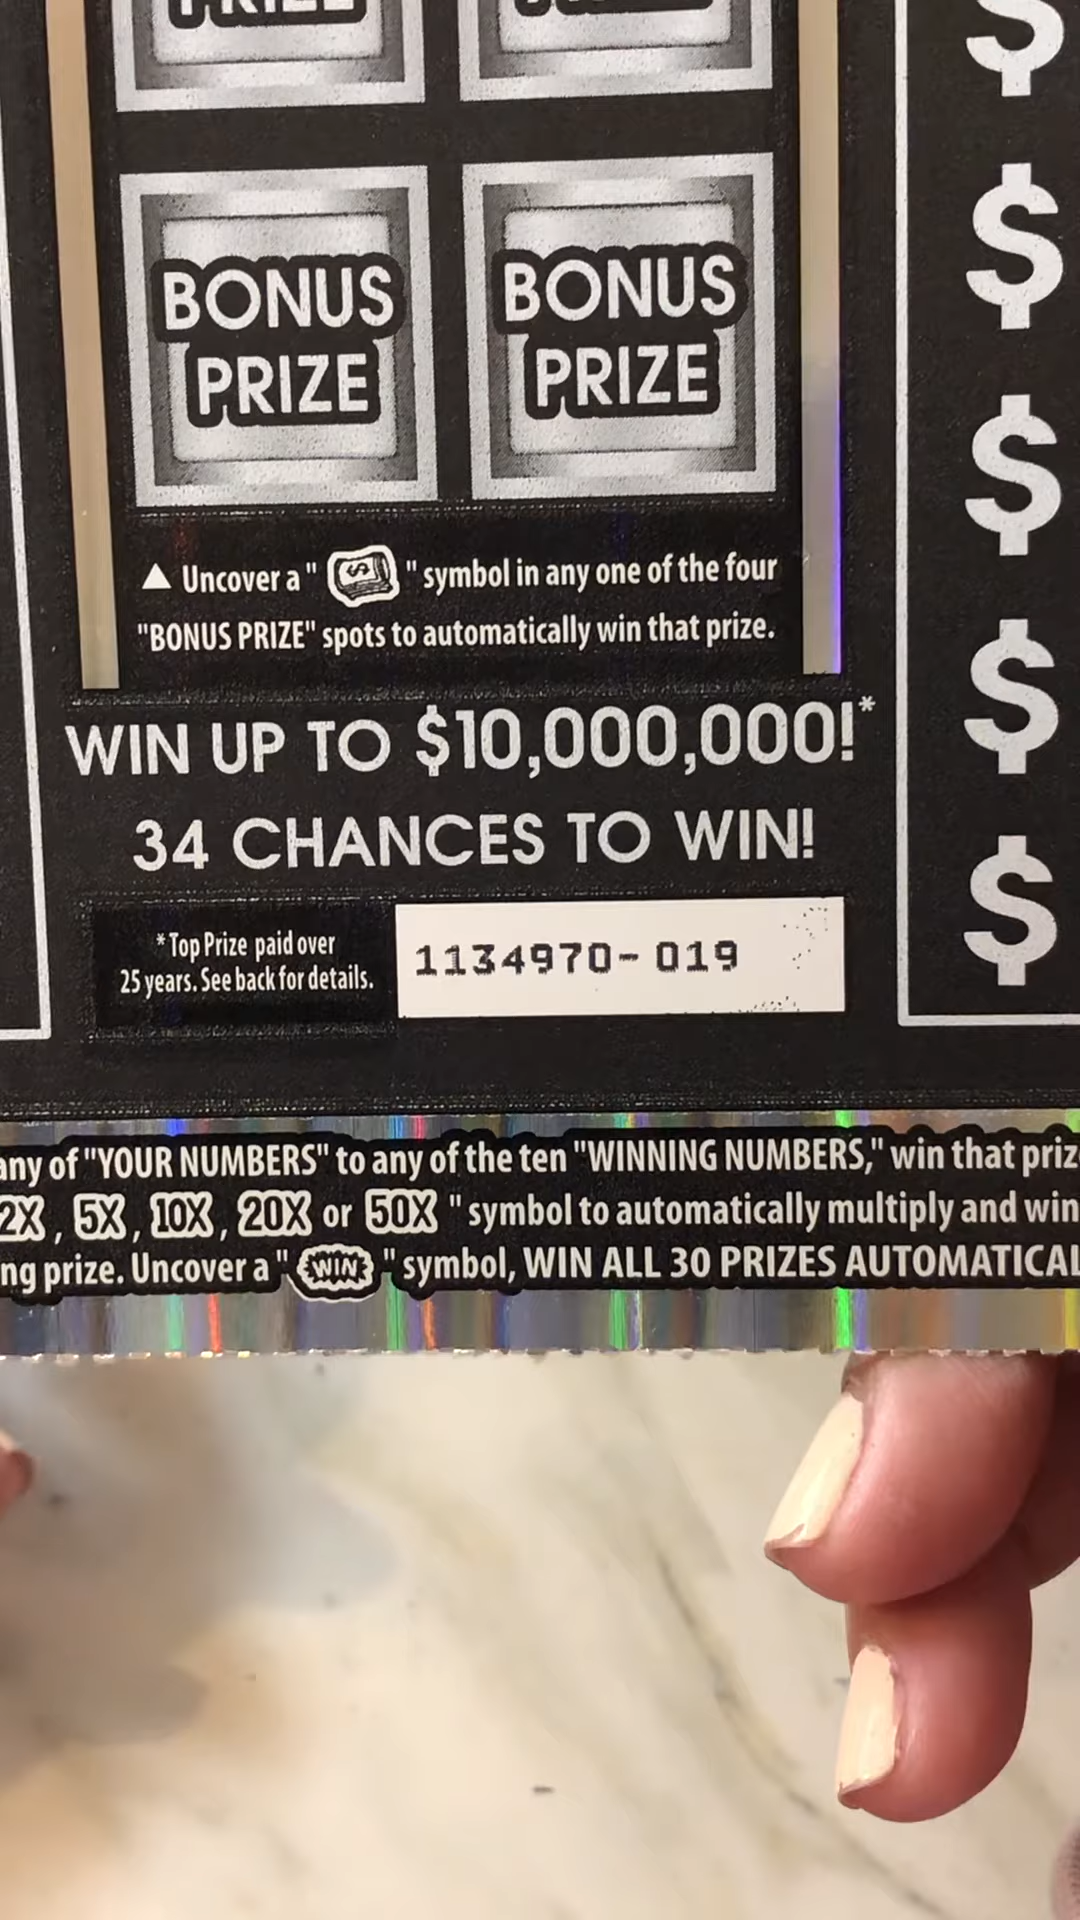 PRIZE
$
BONUS PRIZE
BONUS PRIZE
$
$
▲ Uncover a " $ " symbol in any one of the four
"BONUS PRIZE" spots to automatically win that prize.
$
WIN UP TO $10,000,000!*
34 CHANCES TO WIN!
$
*Top Prize paid over
25 years. See back for details.
1134970-019
any of "YOUR NUMBERS" to any of the ten "WINNING NUMBERS," win that priz
2X, 5X, 10X, 20X or 50X " symbol to automatically multiply and win
ng prize. Uncover a " WIN " symbol, WIN ALL 30 PRIZES AUTOMATICAL